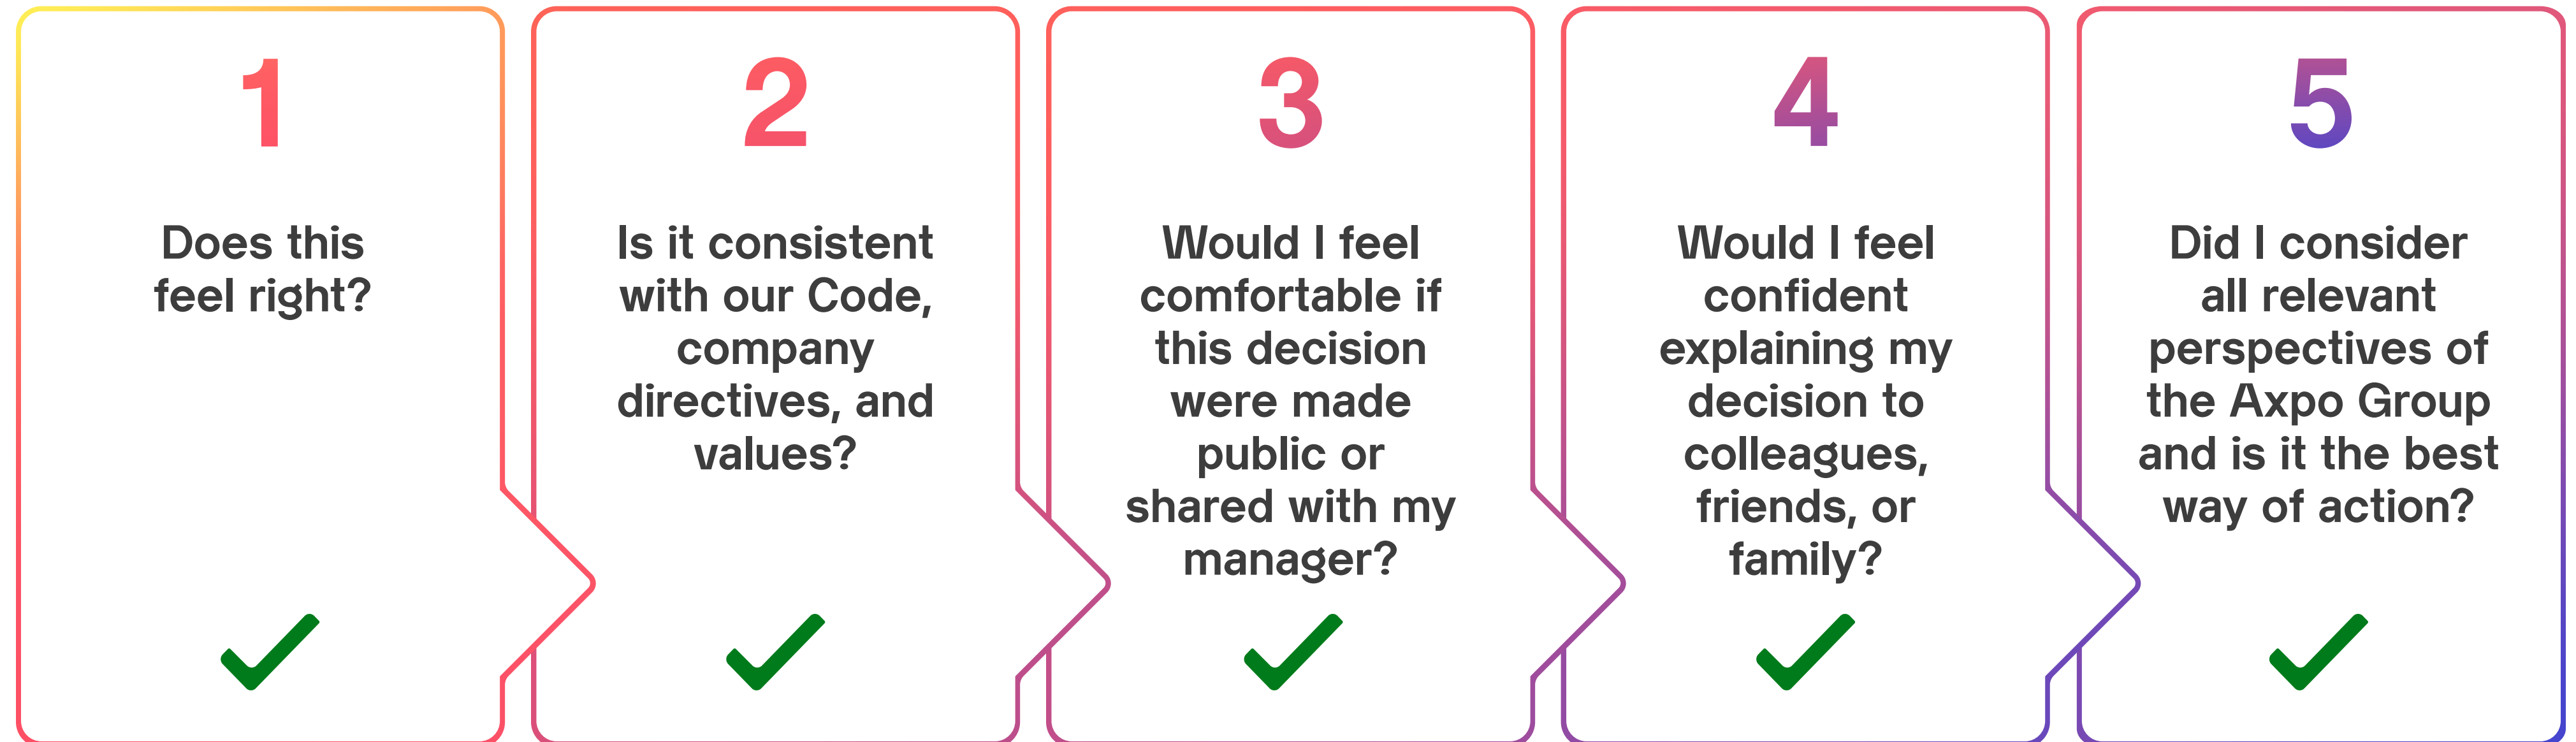 1
Does this
feel right?
2
Is it consistent
with our Code,
company
directives, and
values?
3
Would I feel
comfortable if
this decision
were made
public or
shared with my
manager?
4
Would I feel
confident
explaining my
decision to
colleagues,
friends, or
family?
5
Did I consider
all relevant
perspectives of
the Axpo Group
and is it the best
way of action?